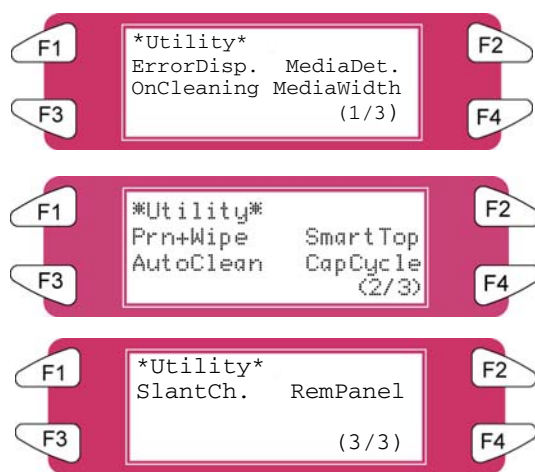 F1 *Utility* F2
ErrorDisp. MediaDet.
OnCleaning MediaWidth
F3 (1/3) F4
F1 *Utility* F2
Prn+Wipe SmartTop
AutoClean CapCycle
F3 (2/3) F4
F1 *Utility* F2
SlantCh. RemPanel
F3 (3/3) F4